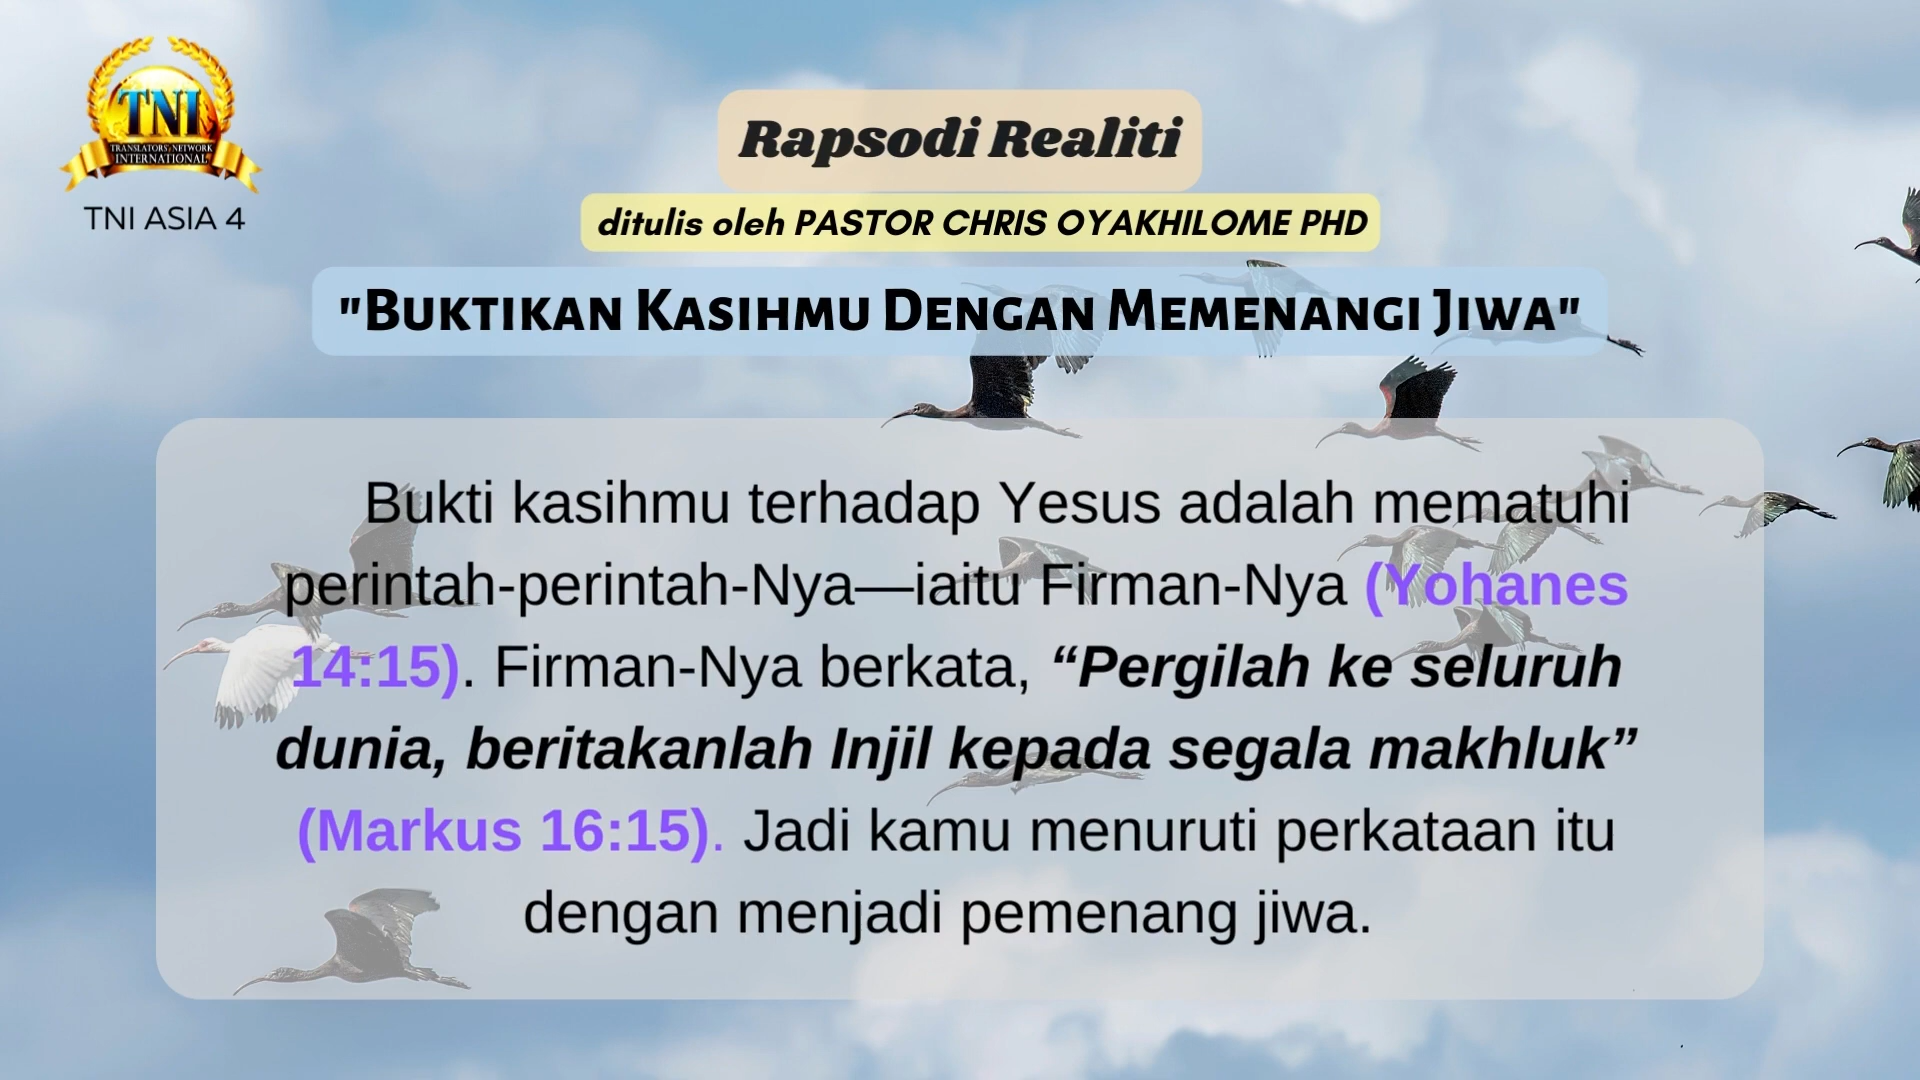 TNI
TRANSLATORS' NETWORK
INTERNATIONAL
TNI ASIA 4
Rapsodi Realiti
ditulis oleh PASTOR CHRIS OYAKHILOME PHD
"Buktikan Kasihmu Dengan Memenangi Jiwa"
Bukti kasihmu terhadap Yesus adalah mematuhi
perintah-perintah-Nya—iaitu Firman-Nya (Yohanes
14:15). Firman-Nya berkata, “Pergilah ke seluruh
dunia, beritakanlah Injil kepada segala makhluk”
(Markus 16:15). Jadi kamu menuruti perkataan itu
dengan menjadi pemenang jiwa.